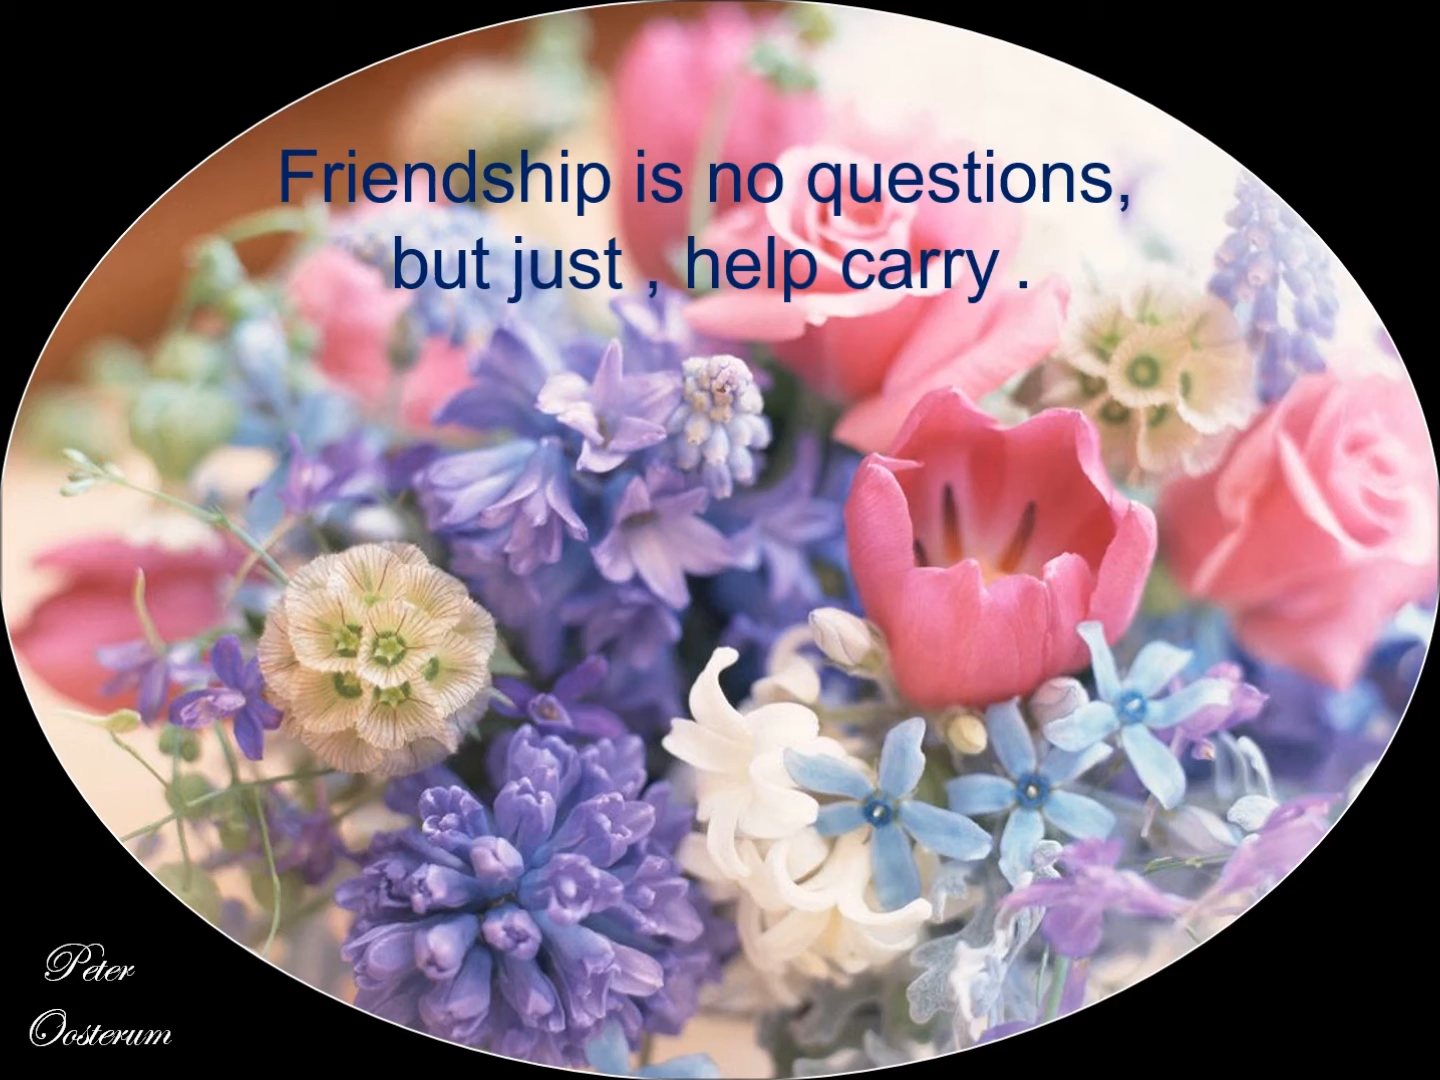 Friendship is no questions,
but just , help carry .
Peter
Oosterum